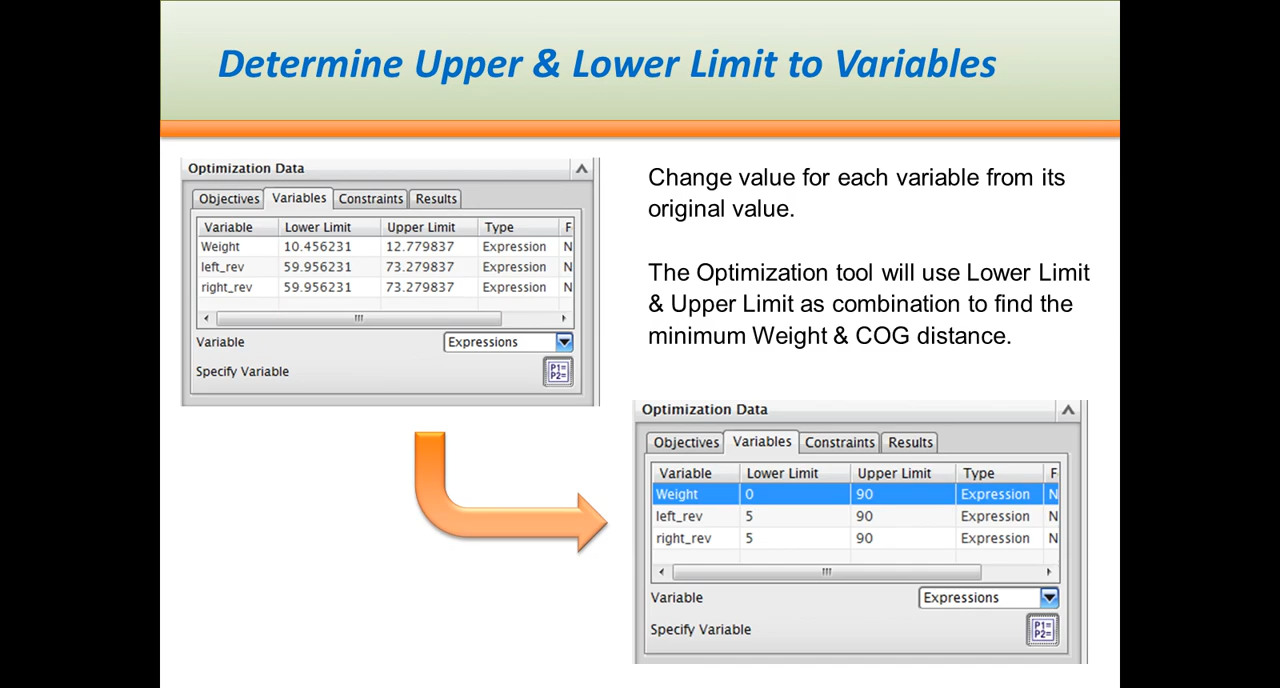 Determine Upper & Lower Limit to Variables
Optimization Data
Objectives Variables Constraints Results
Variable Lower Limit Upper Limit Type F
Weight 10.456231 12.779837 Expression N
left_rev 59.956231 73.279837 Expression N
right_rev 59.956231 73.279837 Expression N
Variable Expressions
Specify Variable P1= P2=
Change value for each variable from its
original value.
The Optimization tool will use Lower Limit
& Upper Limit as combination to find the
minimum Weight & COG distance.
Optimization Data
Objectives Variables Constraints Results
Variable Lower Limit Upper Limit Type F
Weight 0 90 Expression N
left_rev 5 90 Expression N
right_rev 5 90 Expression N
Variable Expressions
Specify Variable P1= P2=